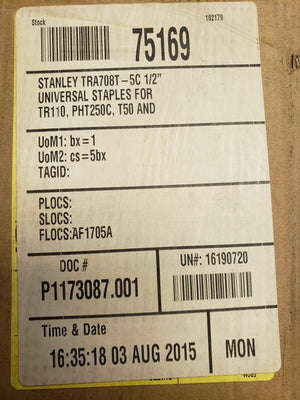 Stock
102179
75169
STANLEY TRA708T-5C 1/2"
UNIVERSAL STAPLES FOR
TR110, PHT250C, T50 AND
UoM1: bx=1
UoM2: cs=5bx
TAGID:
PLOCS:
SLOCS:
FLOCS:AF1705A
DOC #
P1173087.001
UN#: 16190720
Time & Date
16:35:18 03 AUG 2015
MON